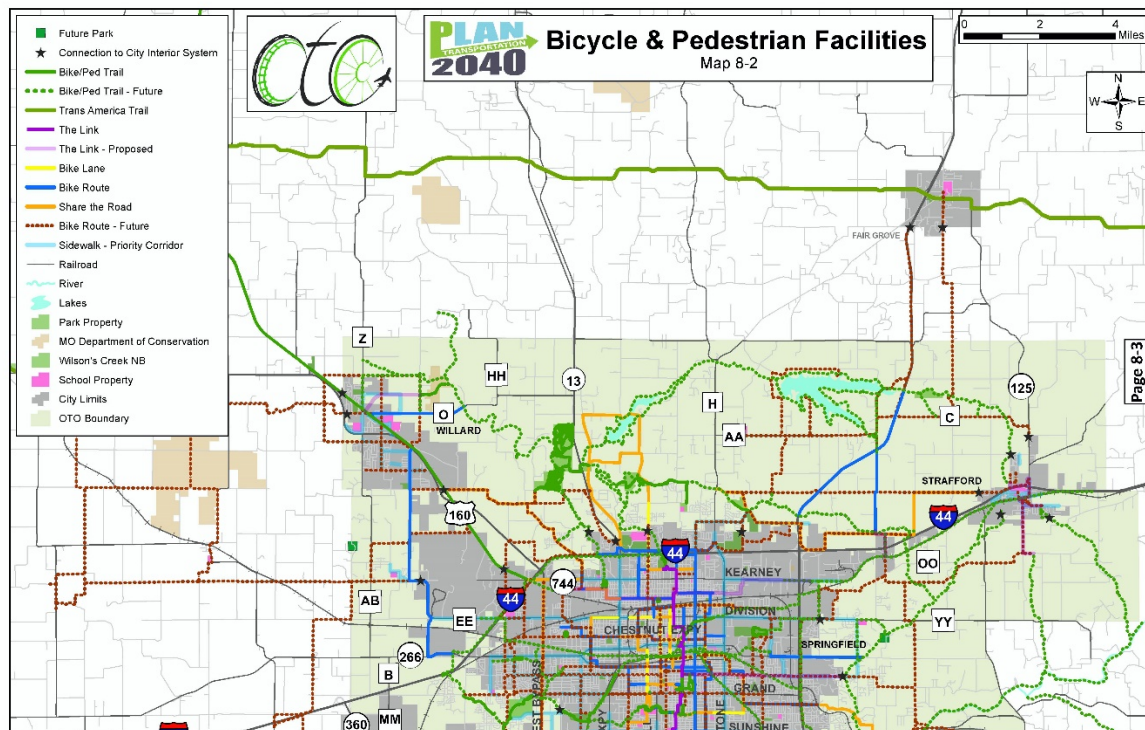 Future Park
Connection to City Interior System
Bike/Ped Trail
Bike/Ped Trail - Future
Trans America Trail
The Link
The Link - Proposed
Bike Lane
Bike Route
Share the Road
Bike Route - Future
Sidewalk - Priority Corridor
Railroad
River
Lakes
Park Property
MO Department of Conservation
Wilson's Creek NB
School Property
City Limits
OTO Boundary
PLAN
TRANSPORTATION
2040
Bicycle & Pedestrian Facilities
Map 8-2
0 2 4
Miles
N
W E
S
FAIR GROVE
Page 8-3
Z
HH
13
125
H
O
WILLARD
AA
C
STRAFFORD
160
44
44
KEARNEY
OO
744
44
AB
EE
DIVISION
YY
CHESTNUT EXPY
SPRINGFIELD
266
B
GRAND
MM
360
SUNSHINE